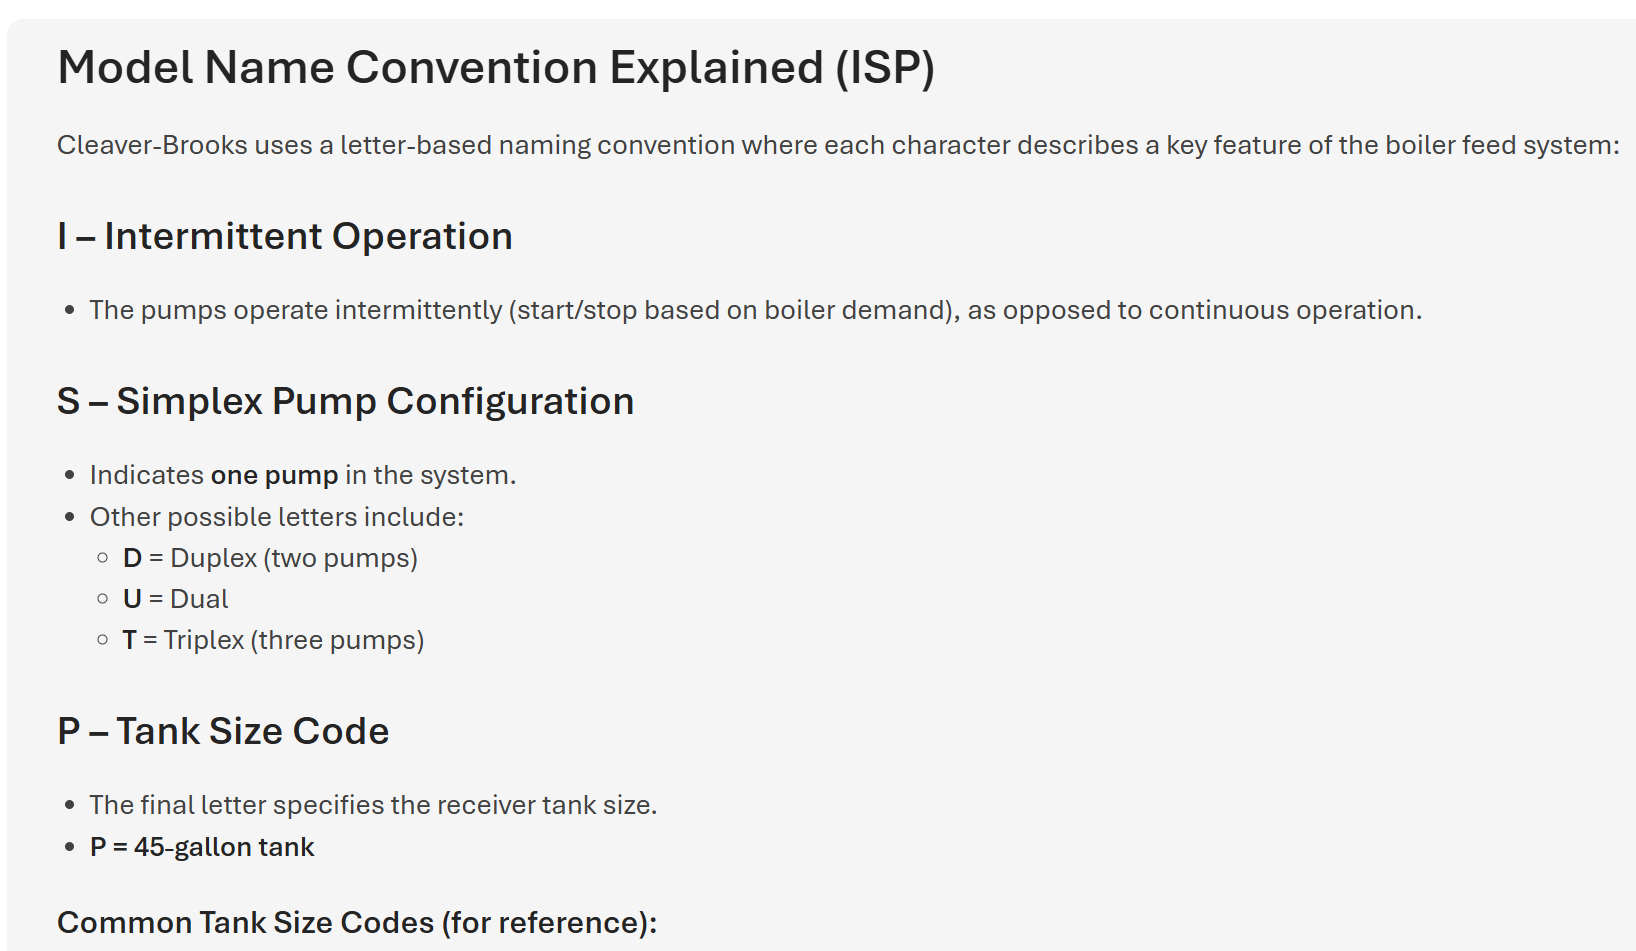 Model Name Convention Explained (ISP)
Cleaver-Brooks uses a letter-based naming convention where each character describes a key feature of the boiler feed system:
I – Intermittent Operation
• The pumps operate intermittently (start/stop based on boiler demand), as opposed to continuous operation.
S – Simplex Pump Configuration
• Indicates one pump in the system.
• Other possible letters include:
○ D = Duplex (two pumps)
○ U = Dual
○ T = Triplex (three pumps)
P – Tank Size Code
• The final letter specifies the receiver tank size.
• P = 45-gallon tank
Common Tank Size Codes (for reference):